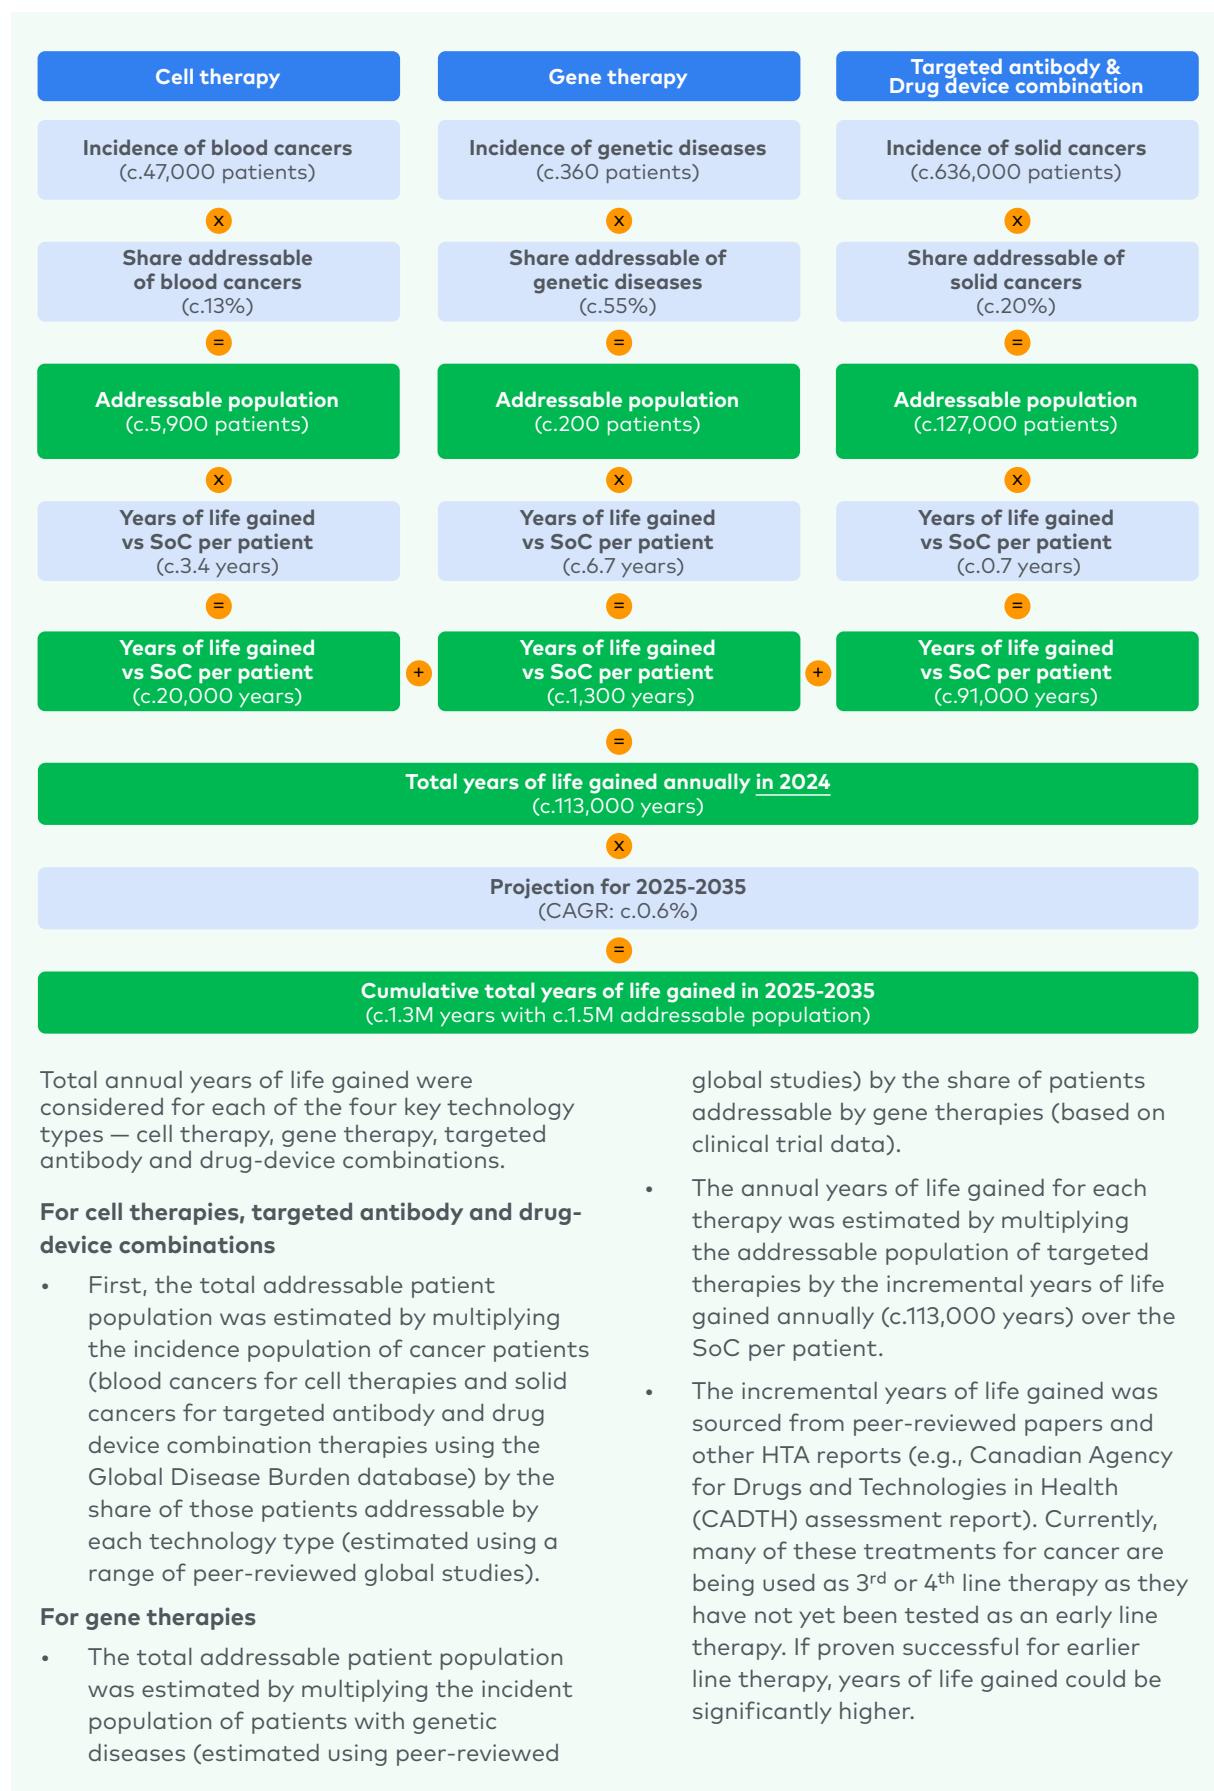 Cell therapy
Gene therapy
Targeted antibody &
Drug device combination
Incidence of blood cancers
(c.47,000 patients)
Incidence of genetic diseases
(c.360 patients)
Incidence of solid cancers
(c.636,000 patients)
x
x
x
Share addressable
of blood cancers
(c.13%)
Share addressable of
genetic diseases
(c.55%)
Share addressable of
solid cancers
(c.20%)
=
=
=
Addressable population
(c.5,900 patients)
Addressable population
(c.200 patients)
Addressable population
(c.127,000 patients)
x
x
x
Years of life gained
vs SoC per patient
(c.3.4 years)
Years of life gained
vs SoC per patient
(c.6.7 years)
Years of life gained
vs SoC per patient
(c.0.7 years)
=
=
=
Years of life gained
vs SoC per patient
(c.20,000 years)
+
Years of life gained
vs SoC per patient
(c.1,300 years)
+
Years of life gained
vs SoC per patient
(c.91,000 years)
=
Total years of life gained annually in 2024
(c.113,000 years)
x
Projection for 2025-2035
(CAGR: c.0.6%)
=
Cumulative total years of life gained in 2025-2035
(c.1.3M years with c.1.5M addressable population)
Total annual years of life gained were
considered for each of the four key technology
types — cell therapy, gene therapy, targeted
antibody and drug-device combinations.
For cell therapies, targeted antibody and drug-
device combinations
• First, the total addressable patient
population was estimated by multiplying
the incidence population of cancer patients
(blood cancers for cell therapies and solid
cancers for targeted antibody and drug
device combination therapies using the
Global Disease Burden database) by the
share of those patients addressable by
each technology type (estimated using a
range of peer-reviewed global studies).
For gene therapies
• The total addressable patient population
was estimated by multiplying the incident
population of patients with genetic
diseases (estimated using peer-reviewed
global studies) by the share of patients
addressable by gene therapies (based on
clinical trial data).
• The annual years of life gained for each
therapy was estimated by multiplying
the addressable population of targeted
therapies by the incremental years of life
gained annually (c.113,000 years) over the
SoC per patient.
• The incremental years of life gained was
sourced from peer-reviewed papers and
other HTA reports (e.g., Canadian Agency
for Drugs and Technologies in Health
(CADTH) assessment report). Currently,
many of these treatments for cancer are
being used as 3rd or 4th line therapy as they
have not yet been tested as an early line
therapy. If proven successful for earlier
line therapy, years of life gained could be
significantly higher.